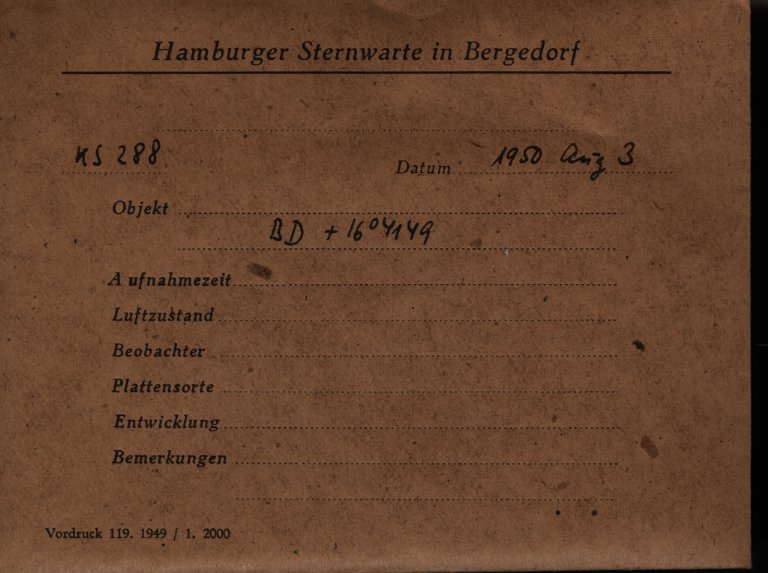 Hamburger Sternwarte in Bergedorf
KS 288
Datum 1950 Aug 3
Objekt
BD + 16° 4149
Aufnahmezeit
Luftzustand
Beobachter
Plattensorte
Entwicklung
Bemerkungen
Vordruck 119. 1949 / 1. 2000